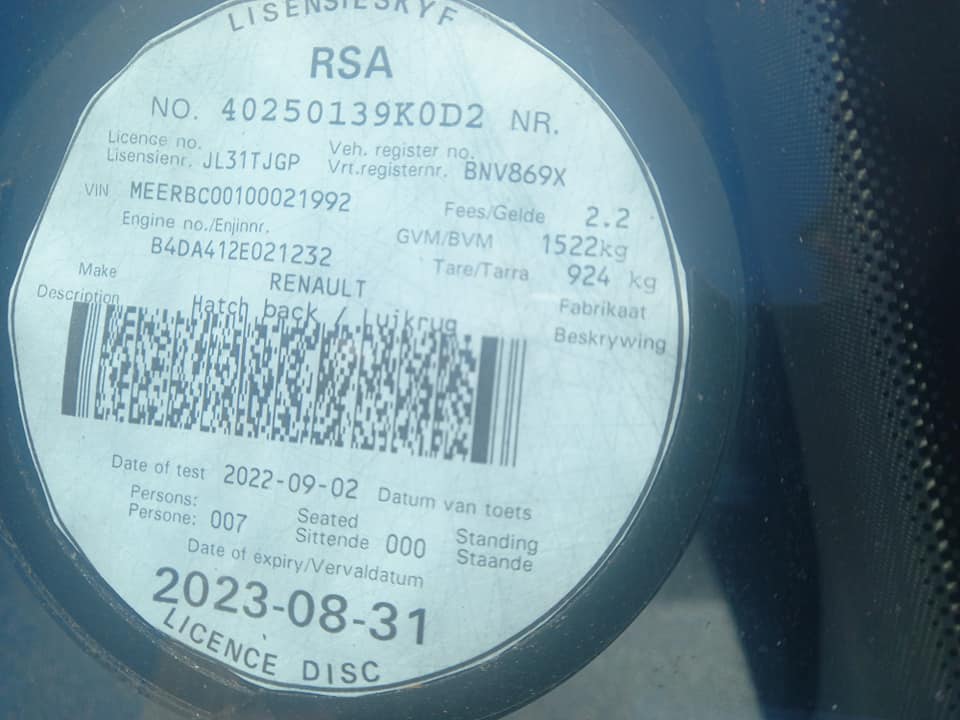 LISENSIESKYF
RSA
NO. 40250139K0D2 NR.
Licence no.
Lisensienr. JL31TJGP
Veh. register no.
Vrt.registernr. BNV869X
VIN MEERBC00100021992
Fees/Gelde 2.2
Engine no./Enjinnr.
B4DA412E021232
GVM/BVM 1522kg
Tare/Tarra 924 kg
Make RENAULT Fabrikaat
Description Hatch back / Luikrug Beskrywing
Date of test 2022-09-02 Datum van toets
Persons:
Persone: 007
Seated
Sittende 000
Standing
Staande
Date of expiry/Vervaldatum
2023-08-31
LICENCE DISC